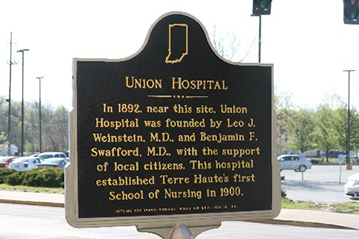 UNION HOSPITAL
In 1892, near this site, Union
Hospital was founded by Leo J.
Weinstein, M.D., and Benjamin F.
Swafford, M.D., with the support
of local citizens. This hospital
established Terre Haute's first
School of Nursing in 1900.